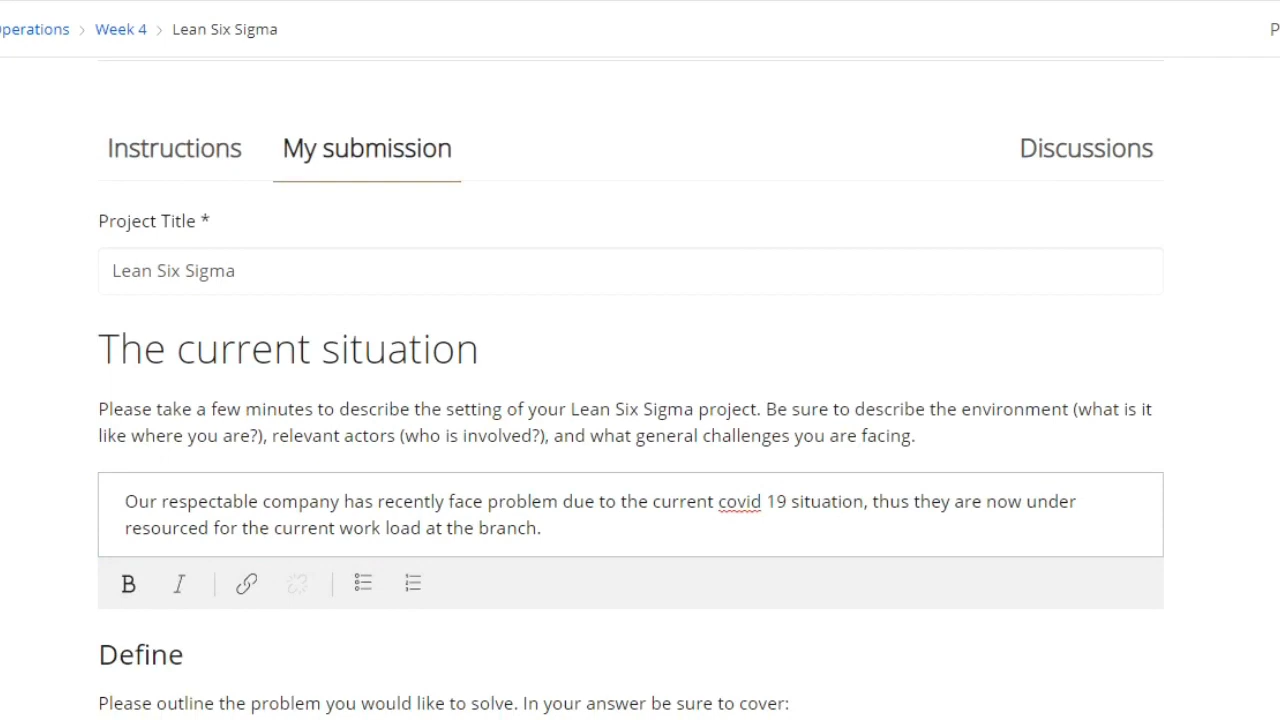 perations > Week 4 > Lean Six Sigma P
Instructions My submission Discussions
Project Title *
Lean Six Sigma
The current situation
Please take a few minutes to describe the setting of your Lean Six Sigma project. Be sure to describe the environment (what is it
like where you are?), relevant actors (who is involved?), and what general challenges you are facing.
Our respectable company has recently face problem due to the current covid 19 situation, thus they are now under
resourced for the current work load at the branch.
B I
Define
Please outline the problem you would like to solve. In your answer be sure to cover: